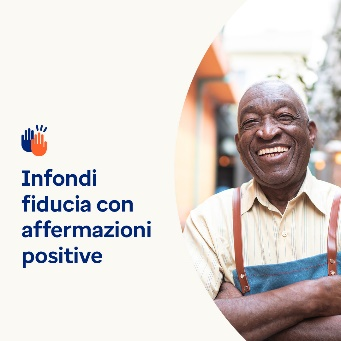 Infondi
fiducia con
affermazioni
positive